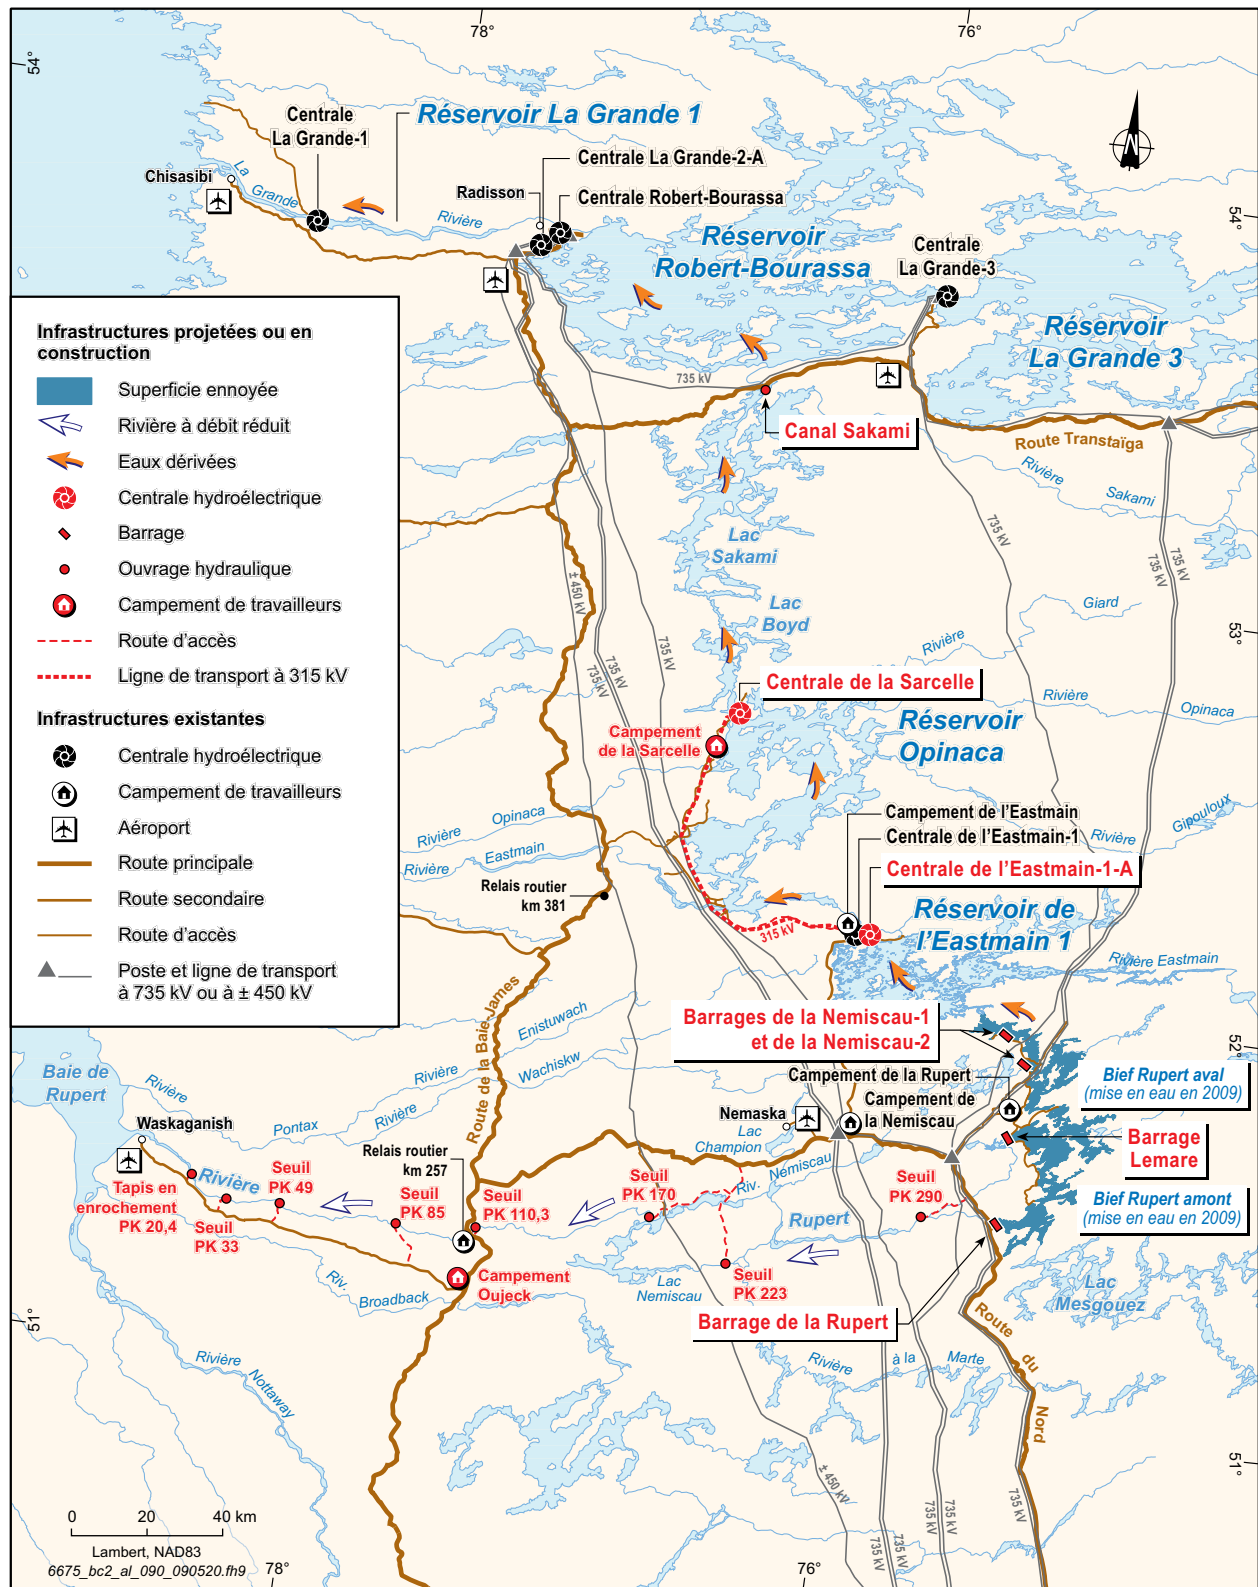 78°
76°
54°
Centrale
La Grande-1
Réservoir La Grande 1
Centrale La Grande-2-A
Chisasibi
La
Grande
Radisson
Centrale Robert-Bourassa
Rivière
N
54°
Réservoir
Robert-Bourassa
Centrale
La Grande-3
Réservoir
La Grande 3
735 kV
Canal Sakami
Route Transtaïga
Rivière
Sakami
Infrastructures projetées ou en
construction
Superficie ennoyée
Rivière à débit réduit
Eaux dérivées
Centrale hydroélectrique
Barrage
Ouvrage hydraulique
Campement de travailleurs
Route d'accès
Ligne de transport à 315 kV
Infrastructures existantes
Centrale hydroélectrique
Campement de travailleurs
Aéroport
Route principale
Route secondaire
Route d'accès
Poste et ligne de transport
à 735 kV ou à ± 450 kV
735 kV
735 kV
735 kV
Lac
Sakami
± 450 kV
Lac
Boyd
Giard
Rivière
53°
735 kV
735 kV
735 kV
Centrale de la Sarcelle
Rivière
Opinaca
Campement
de la Sarcelle
Réservoir
Opinaca
Rivière
Opinaca
Rivière
Eastmain
Campement de l'Eastmain
Centrale de l'Eastmain-1
Rivière
Gipouloux
Centrale de l'Eastmain-1-A
Relais routier
km 381
315 kV
Réservoir de
l'Eastmain 1
Rivière Eastmain
Route de la Baie-James
Enistuwach
Rivière
Wachiskw
Rivière
Barrages de la Nemiscau-1
et de la Nemiscau-2
52°
Baie de
Rupert
Rivière
Pontax
Campement de la Rupert
Bief Rupert aval
(mise en eau en 2009)
Waskaganish
Nemaska
Campement de
la Nemiscau
Lac
Champion
Barrage
Lemare
Relais routier
km 257
Rivière
Seuil
PK 49
Tapis en
enrochement
PK 20,4
Seuil
PK 33
Seuil
PK 85
Seuil
PK 110,3
Seuil
PK 170
Riv. Nemiscau
Seuil
PK 290
Rupert
Bief Rupert amont
(mise en eau en 2009)
Riv.
Broadback
Campement
Oujeck
Lac
Nemiscau
Seuil
PK 223
Lac
Mesgouez
Barrage de la Rupert
51°
Route
du
Nord
Rivière
à la
Marte
Rivière
Nottaway
51°
± 450 kV
735 kV
735 kV
735 kV
735 kV
0 20 40 km
Lambert, NAD83
6675_bc2_al_090_090520.fh9
78°
76°